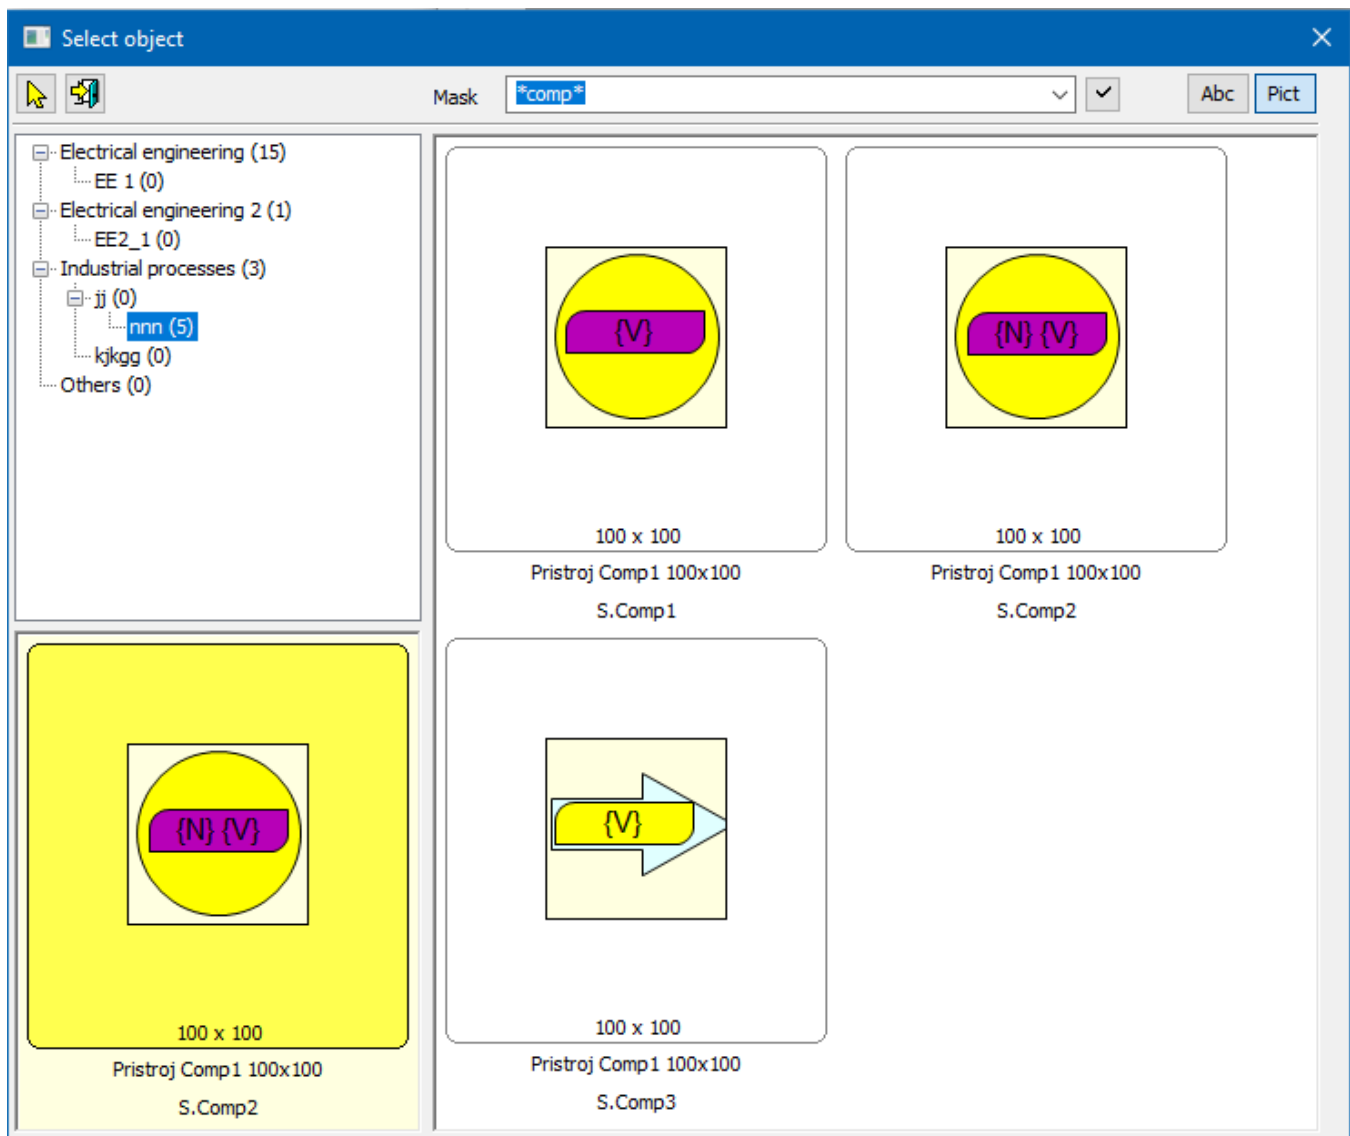 Select object
Mask
*comp*
Abc
Pict
Electrical engineering (15)
EE 1 (0)
Electrical engineering 2 (1)
EE2_1 (0)
Industrial processes (3)
jj (0)
nnn (5)
kjkgg (0)
Others (0)
{N} {V}
100 x 100
Pristroj Comp1 100x100
S.Comp2
{V}
100 x 100
Pristroj Comp1 100x100
S.Comp1
{N} {V}
100 x 100
Pristroj Comp1 100x100
S.Comp2
{V}
100 x 100
Pristroj Comp1 100x100
S.Comp3